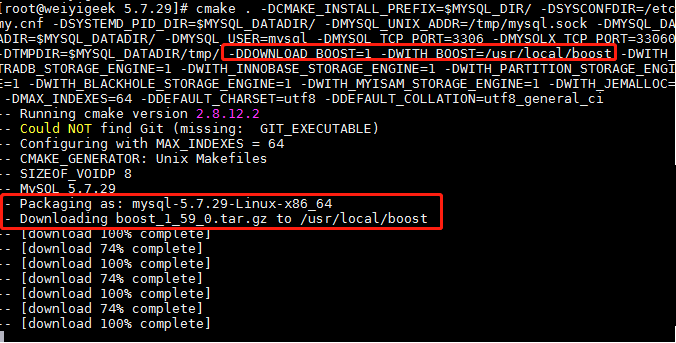 [root@weiyigeek 5.7.29]# cmake . -DCMAKE_INSTALL_PREFIX=$MYSQL_DIR/ -DSYSCONFDIR=/etc
my.cnf -DSYSTEMD_PID_DIR=$MYSQL_DATADIR/ -DMYSQL_UNIX_ADDR=/tmp/mysql.sock -DMYSQL_DA
TADIR=$MYSQL_DATADIR/ -DMYSQL_USER=mysql -DMYSQL_TCP_PORT=3306 -DMYSQLX_TCP_PORT=33060
-DTMPDIR=$MYSQL_DATADIR/tmp/ -DDOWNLOAD_BOOST=1 -DWITH_BOOST=/usr/local/boost -DWITH_
TRADB_STORAGE_ENGINE=1 -DWITH_INNOBASE_STORAGE_ENGINE=1 -DWITH_PARTITION_STORAGE_ENGI
E=1 -DWITH_BLACKHOLE_STORAGE_ENGINE=1 -DWITH_MYISAM_STORAGE_ENGINE=1 -DWITH_JEMALLOC=
-DMAX_INDEXES=64 -DDEFAULT_CHARSET=utf8 -DDEFAULT_COLLATION=utf8_general_ci
-- Running cmake version 2.8.12.2
-- Could NOT find Git (missing: GIT_EXECUTABLE)
-- Configuring with MAX_INDEXES = 64
-- CMAKE_GENERATOR: Unix Makefiles
-- SIZEOF_VOIDP 8
-- MySQL 5.7.29
-- Packaging as: mysql-5.7.29-Linux-x86_64
- Downloading boost_1_59_0.tar.gz to /usr/local/boost
-- [download 100% complete]
-- [download 74% complete]
-- [download 100% complete]
-- [download 100% complete]
-- [download 74% complete]
-- [download 100% complete]